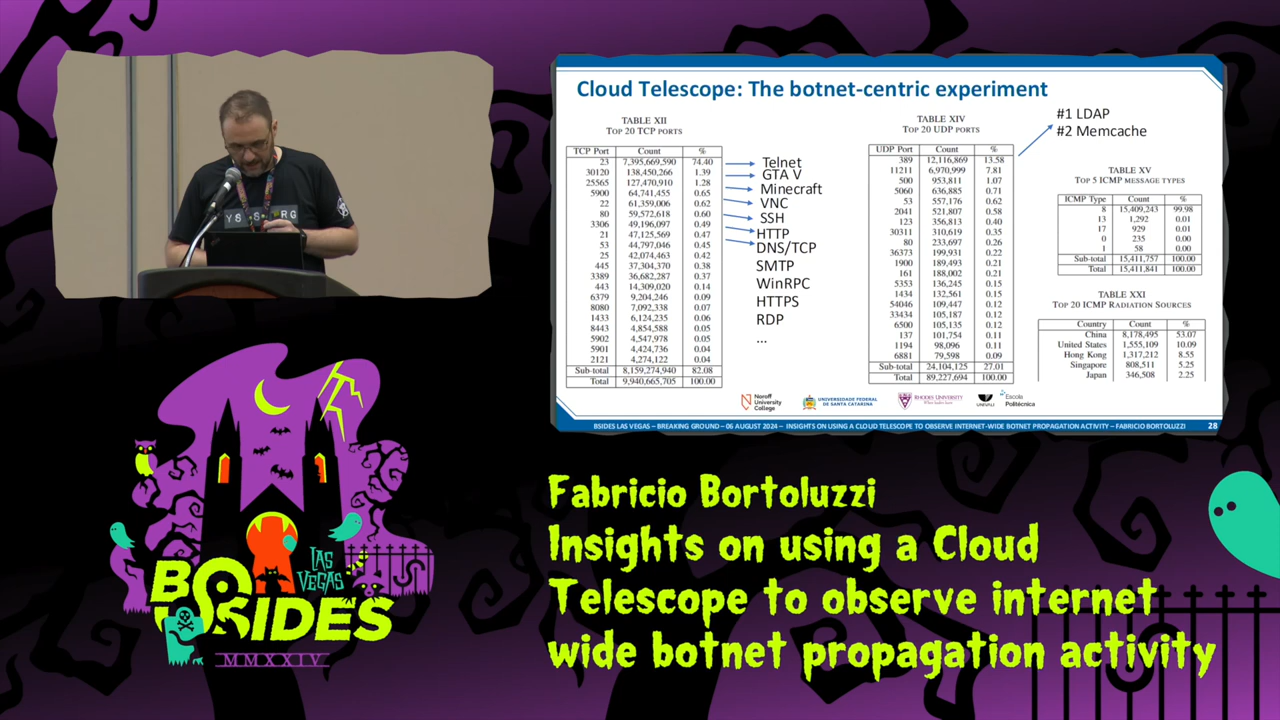 Cloud Telescope: The botnet-centric experiment
TABLE XII
TOP 20 TCP PORTS
TCP Port Count %
23 7,395,669,590 74.40
30120 138,450,266 1.39
25565 127,470,910 1.28
5900 64,741,455 0.65
22 61,359,006 0.62
80 59,572,618 0.60
3306 49,196,097 0.49
21 47,125,569 0.47
53 44,797,046 0.45
25 42,074,463 0.42
445 37,304,370 0.38
3389 36,682,287 0.37
443 14,309,020 0.14
6379 9,204,246 0.09
8080 7,092,338 0.07
1433 6,124,235 0.06
8443 4,854,588 0.05
5902 4,547,978 0.05
5901 4,424,736 0.04
2121 4,274,122 0.04
Sub-total 8,159,274,940 82.08
Total 9,940,665,705 100.00
Telnet
GTA V
Minecraft
VNC
SSH
HTTP
DNS/TCP
SMTP
WinRPC
HTTPS
RDP
...
TABLE XIV
TOP 20 UDP PORTS
UDP Port Count %
389 12,116,869 13.58
11211 6,970,999 7.81
500 953,811 1.07
5060 636,885 0.71
53 557,176 0.62
2041 521,807 0.58
123 356,813 0.40
30311 310,619 0.35
80 233,697 0.26
36373 199,931 0.22
1900 189,493 0.21
161 188,002 0.21
5353 136,245 0.15
1434 132,561 0.15
54046 109,447 0.12
33434 105,187 0.12
6500 105,135 0.12
137 101,754 0.11
1194 98,096 0.11
6881 79,598 0.09
Sub-total 24,104,125 27.01
Total 89,227,694 100.00
#1 LDAP
#2 Memcache
TABLE XV
TOP 5 ICMP MESSAGE TYPES
ICMP Type Count %
8 15,409,243 99.98
13 1,292 0.01
17 929 0.01
0 235 0.00
1 58 0.00
Sub-total 15,411,757 100.00
Total 15,411,841 100.00
TABLE XXI
TOP 20 ICMP RADIATION SOURCES
Country Count %
China 8,178,495 53.07
United States 1,555,109 10.09
Hong Kong 1,317,212 8.55
Singapore 808,511 5.25
Japan 346,508 2.25
Noroff
University
College
UNIVERSIDADE FEDERAL
DE SANTA CATARINA
RHODES UNIVERSITY
UNIVALI
Escola
Politécnica
BSIDES LAS VEGAS – BREAKING GROUND – 06 AUGUST 2024 – INSIGHTS ON USING A CLOUD TELESCOPE TO OBSERVE INTERNET-WIDE BOTNET PROPAGATION ACTIVITY – FABRICIO BORTOLUZZI 28
Fabricio Bortoluzzi
Insights on using a Cloud
Telescope to observe internet
wide botnet propagation activity
LAS
VEGAS
BSIDES
MMXXIV